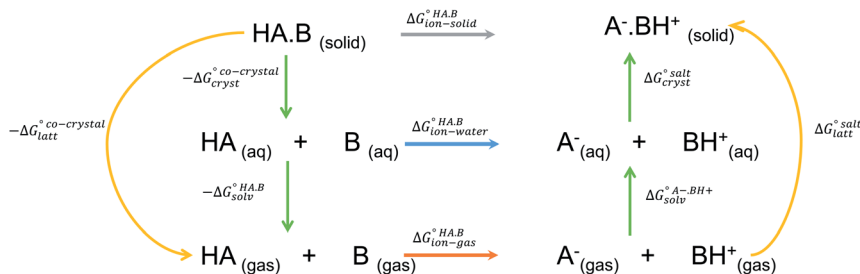 HA.B (solid) ΔG°HA.B ion−solid A-.BH+ (solid)
−ΔG°co−crystal cryst ΔG°salt cryst
−ΔG°co−crystal latt ΔG°salt latt
HA (aq) + B (aq) ΔG°HA.B ion−water A-(aq) + BH+(aq)
−ΔG°HA.B solv ΔG°A−.BH+ solv
HA (gas) + B (gas) ΔG°HA.B ion−gas A-(gas) + BH+(gas)